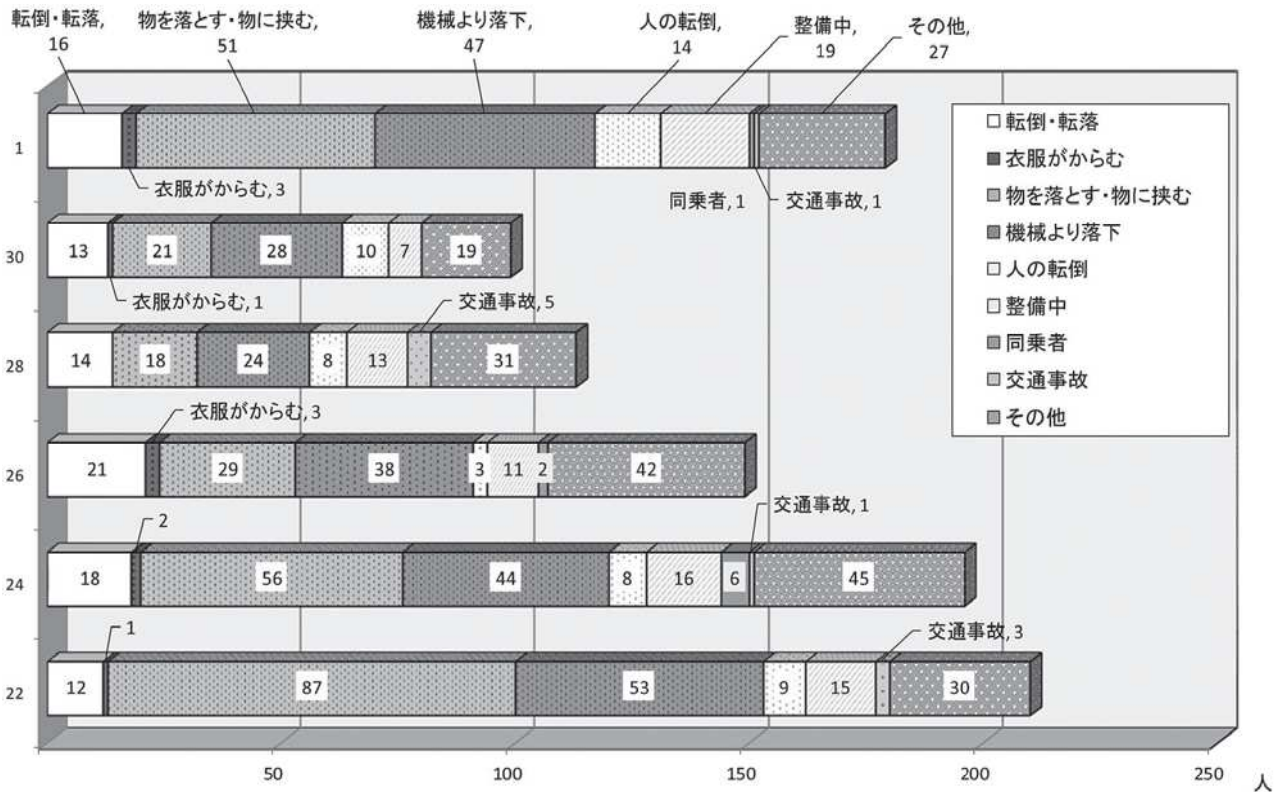 転倒・転落, 物を落とす・物に挟む, 機械より落下, 人の転倒, 整備中, その他,
16 51 47 14 19 27
1
衣服がからむ, 3 同乗者, 1 交通事故, 1
30 13 21 28 10 7 19
衣服がからむ, 1 交通事故, 5
28 14 18 24 8 13 31
衣服がからむ, 3
26 21 29 38 3 11 2 42
2 交通事故, 1
24 18 56 44 8 16 6 45
1 交通事故, 3
22 12 87 53 9 15 30
50 100 150 200 250 人
転倒・転落
衣服がからむ
物を落とす・物に挟む
機械より落下
人の転倒
整備中
同乗者
交通事故
その他